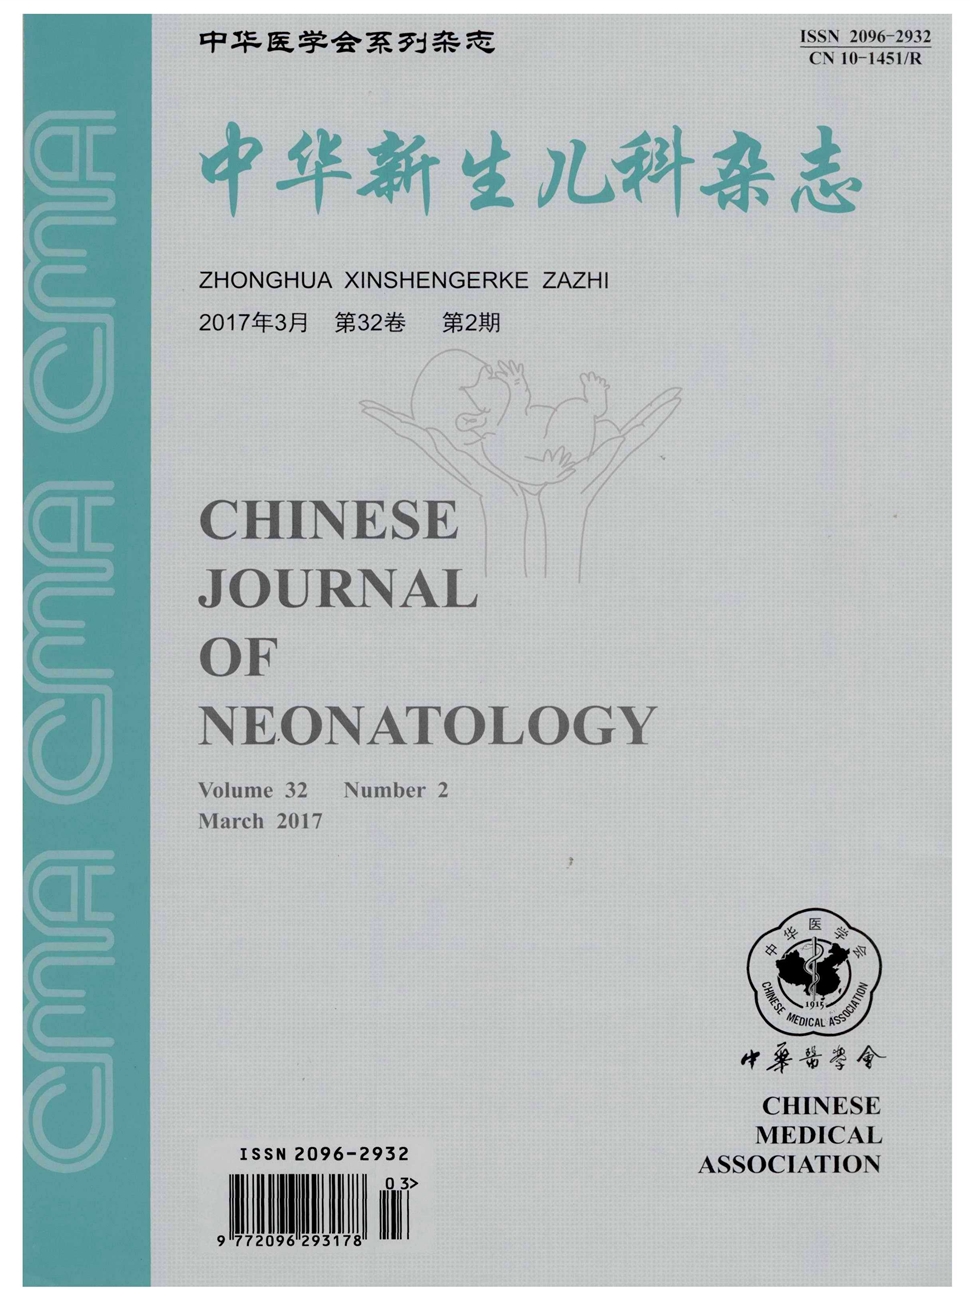 中华医学会系列杂志
ISSN 2096-2932
CN 10-1451/R
中华新生儿科杂志
ZHONGHUA XINSHENGERKE ZAZHI
2017年3月 第32卷 第2期
CMA CMA CMA
CHINESE
JOURNAL
OF
NEONATOLOGY
Volume 32 Number 2
March 2017
中华医学会
1915
CHINESE MEDICAL ASSOCIATION
中華醫學會
CHINESE
MEDICAL
ASSOCIATION
ISSN 2096-2932
03>
9 772096 293178